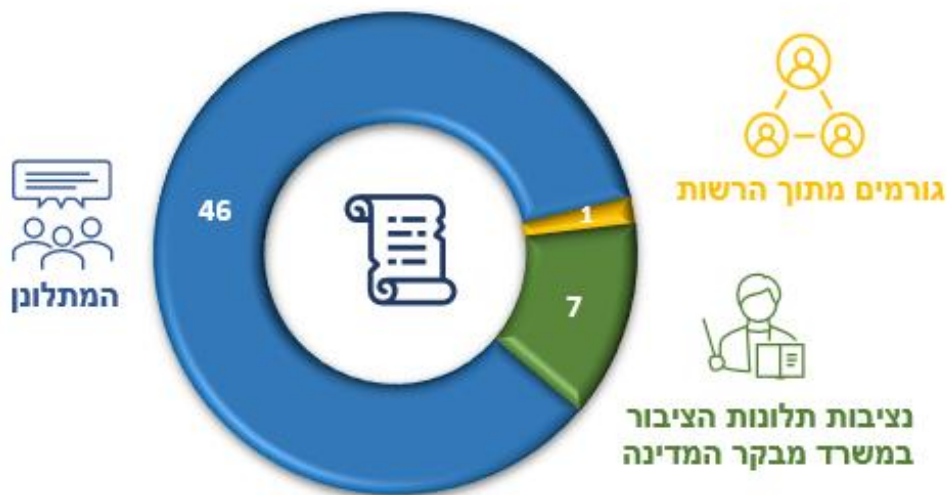 גורמים מתוך הרשות
1
46
המתלונן
7
נציבות תלונות הציבור
במשרד מבקר המדינה